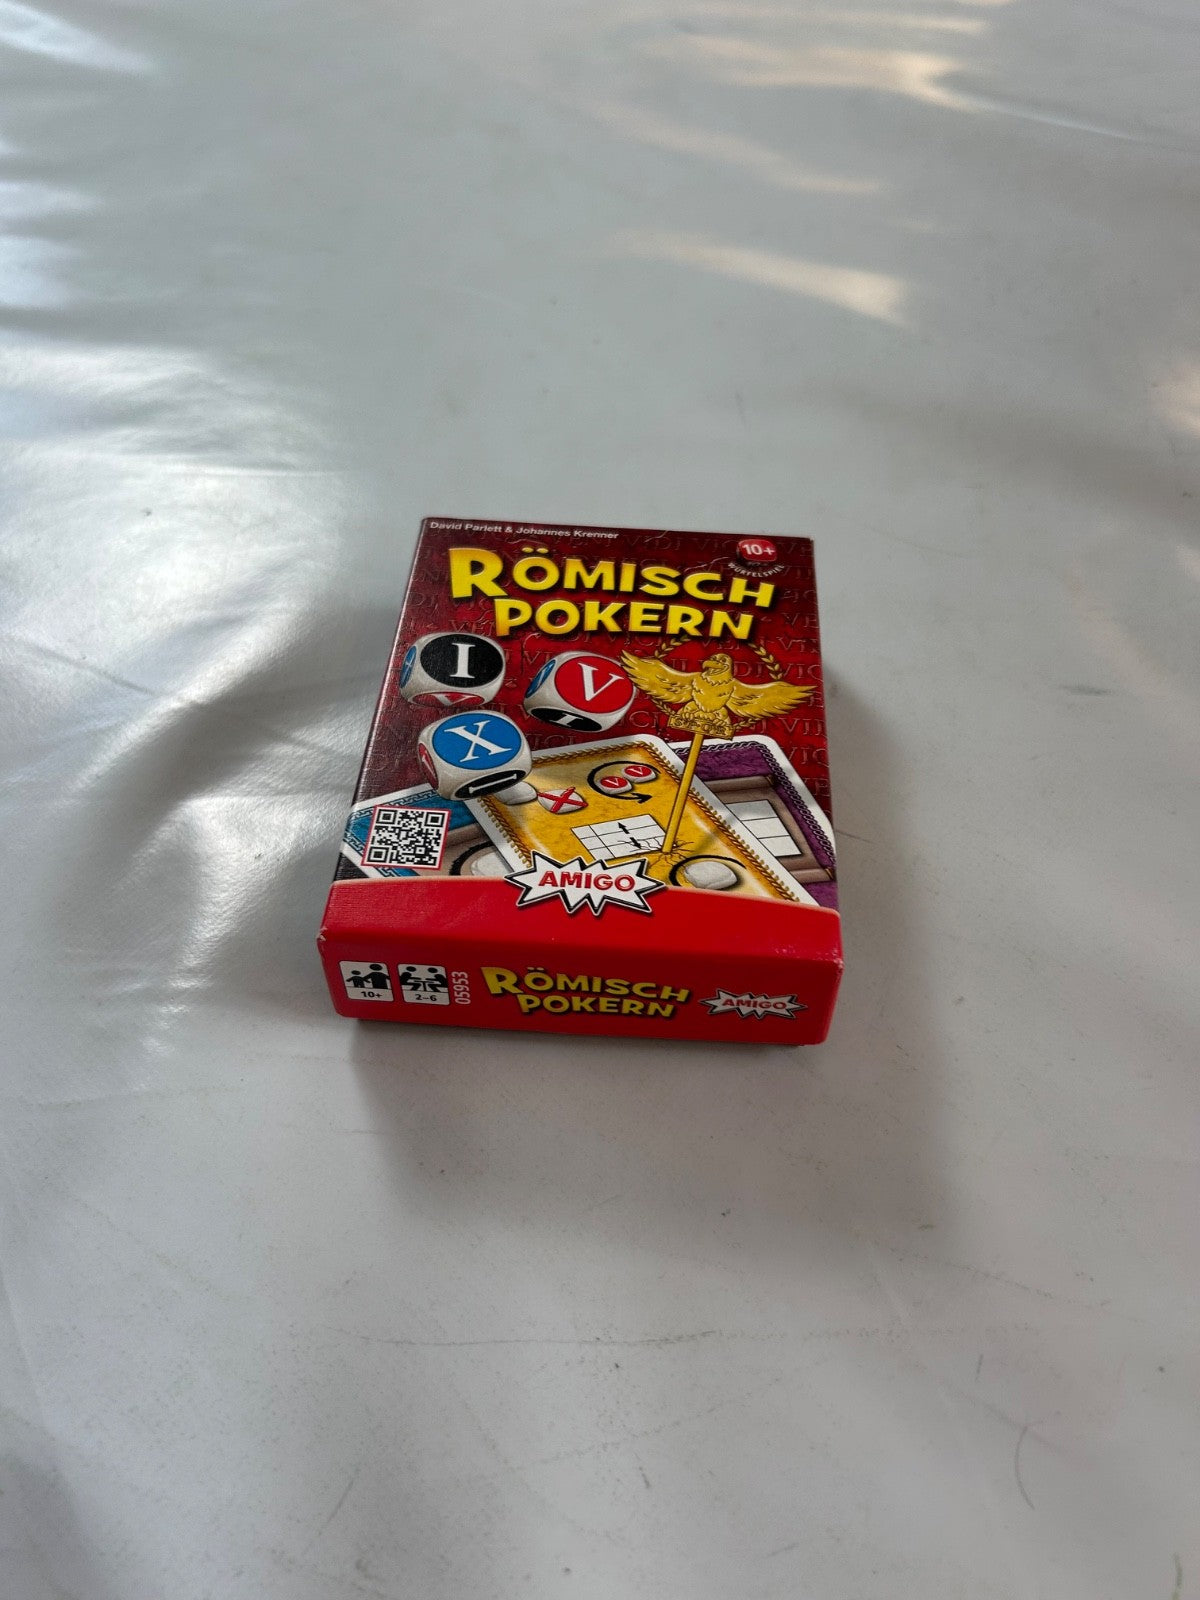 David Parlett & Johannes Krenner
10+
WÜRFELSPIEL
RÖMISCH
POKERN
I
V
X
AMIGO
10+
2–6
05953
RÖMISCH
POKERN
AMIGO